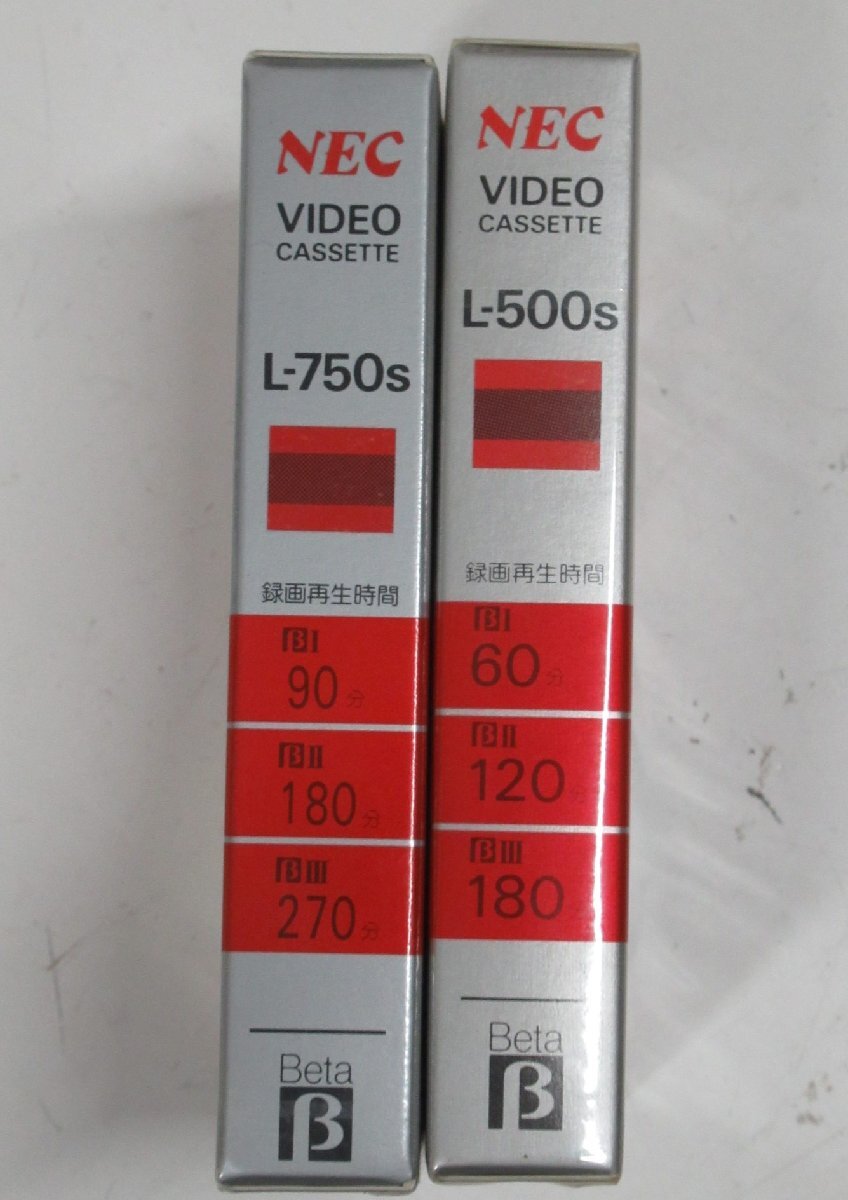 NEC
VIDEO
CASSETTE
L-750s
録画再生時間
βI
90分
βII
180分
βIII
270分
Beta
β
NEC
VIDEO
CASSETTE
L-500s
録画再生時間
βI
60分
βII
120分
βIII
180
Beta
β